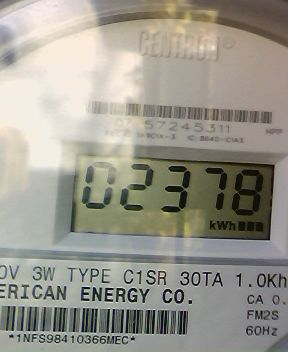 CENTRON®
57245311
02378
kWh
0V 3W TYPE C1SR 30TA 1.0Kh
ERICAN ENERGY CO.
CA 0.
FM2S
60Hz
*1NFS98410366MEC*